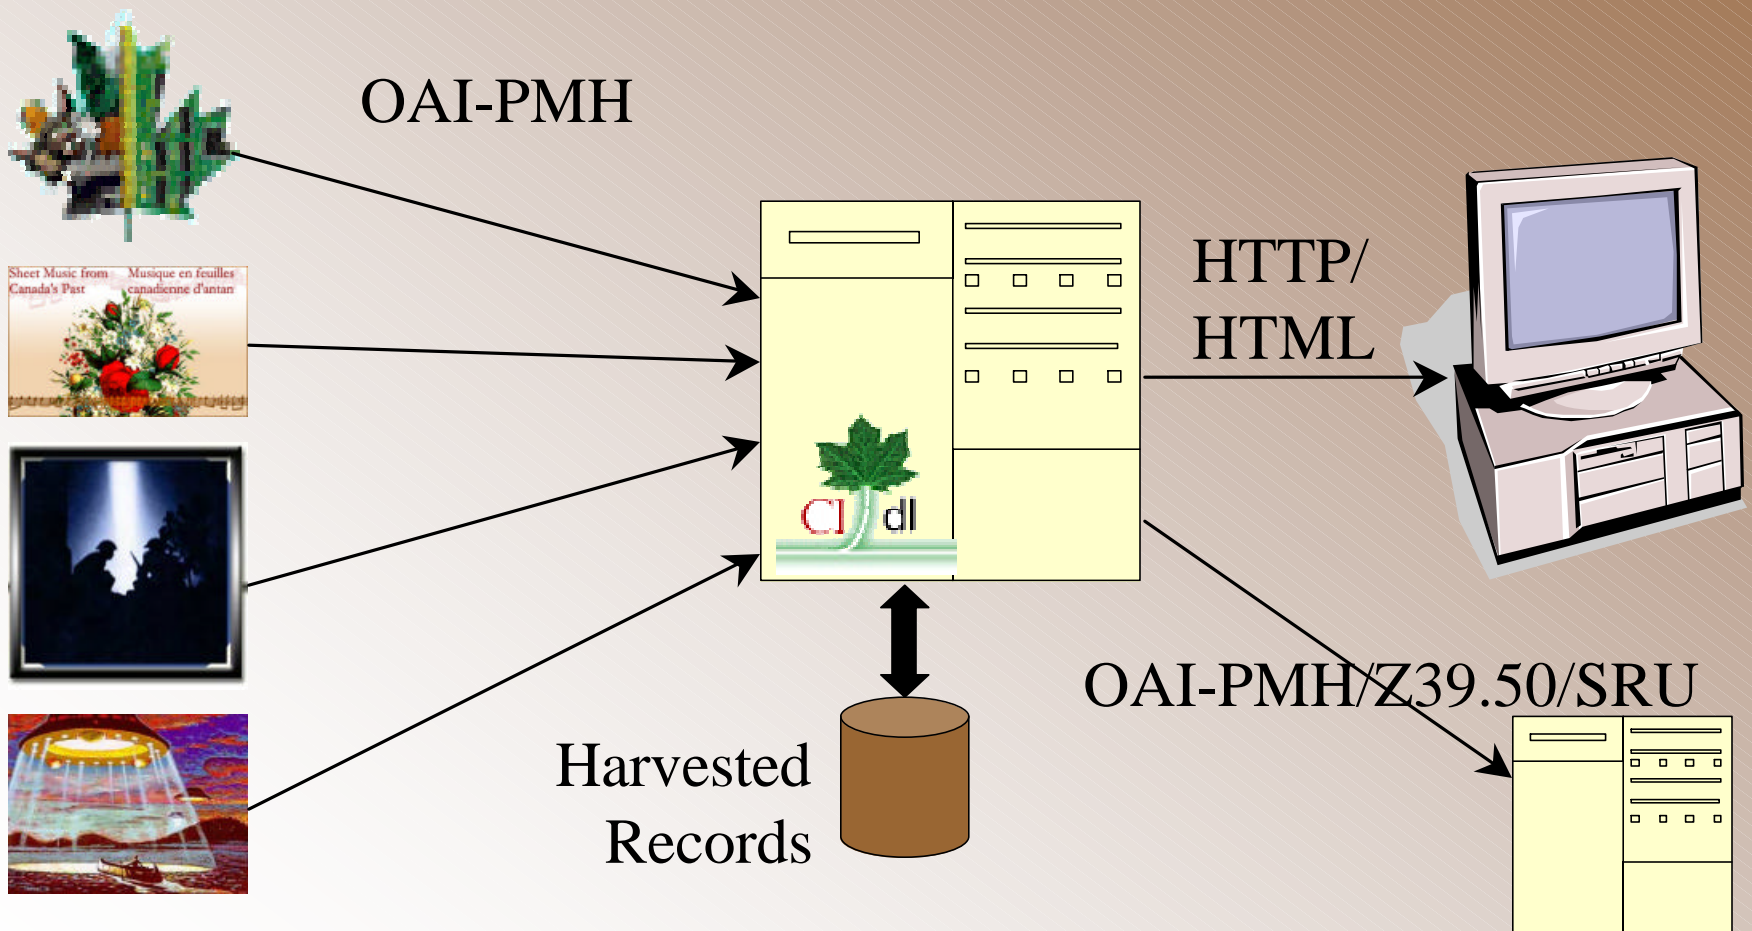 OAI-PMH
Sheet Music from
Canada's Past
Musique en feuilles
canadienne d'antan
HTTP/
HTML
CI dl
OAI-PMH/Z39.50/SRU
Harvested
Records